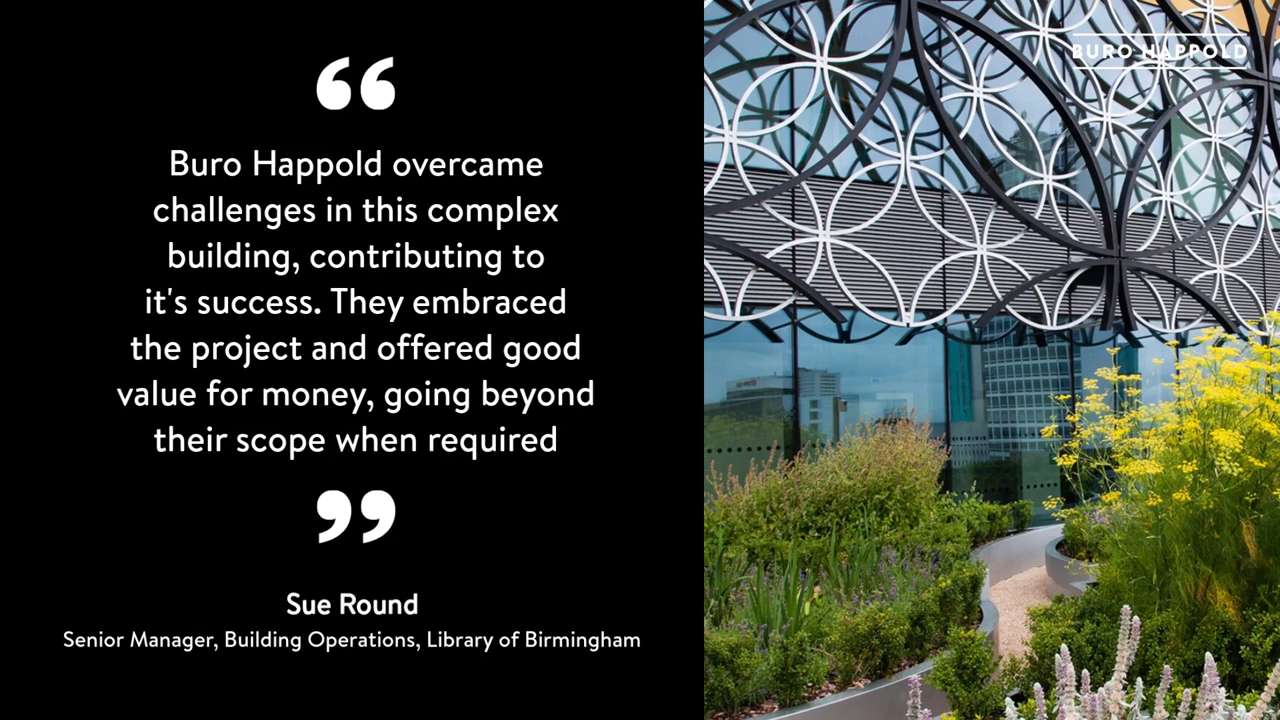 “
Buro Happold overcame
challenges in this complex
building, contributing to
it's success. They embraced
the project and offered good
value for money, going beyond
their scope when required
”
Sue Round
Senior Manager, Building Operations, Library of Birmingham
BURO HAPPOLD